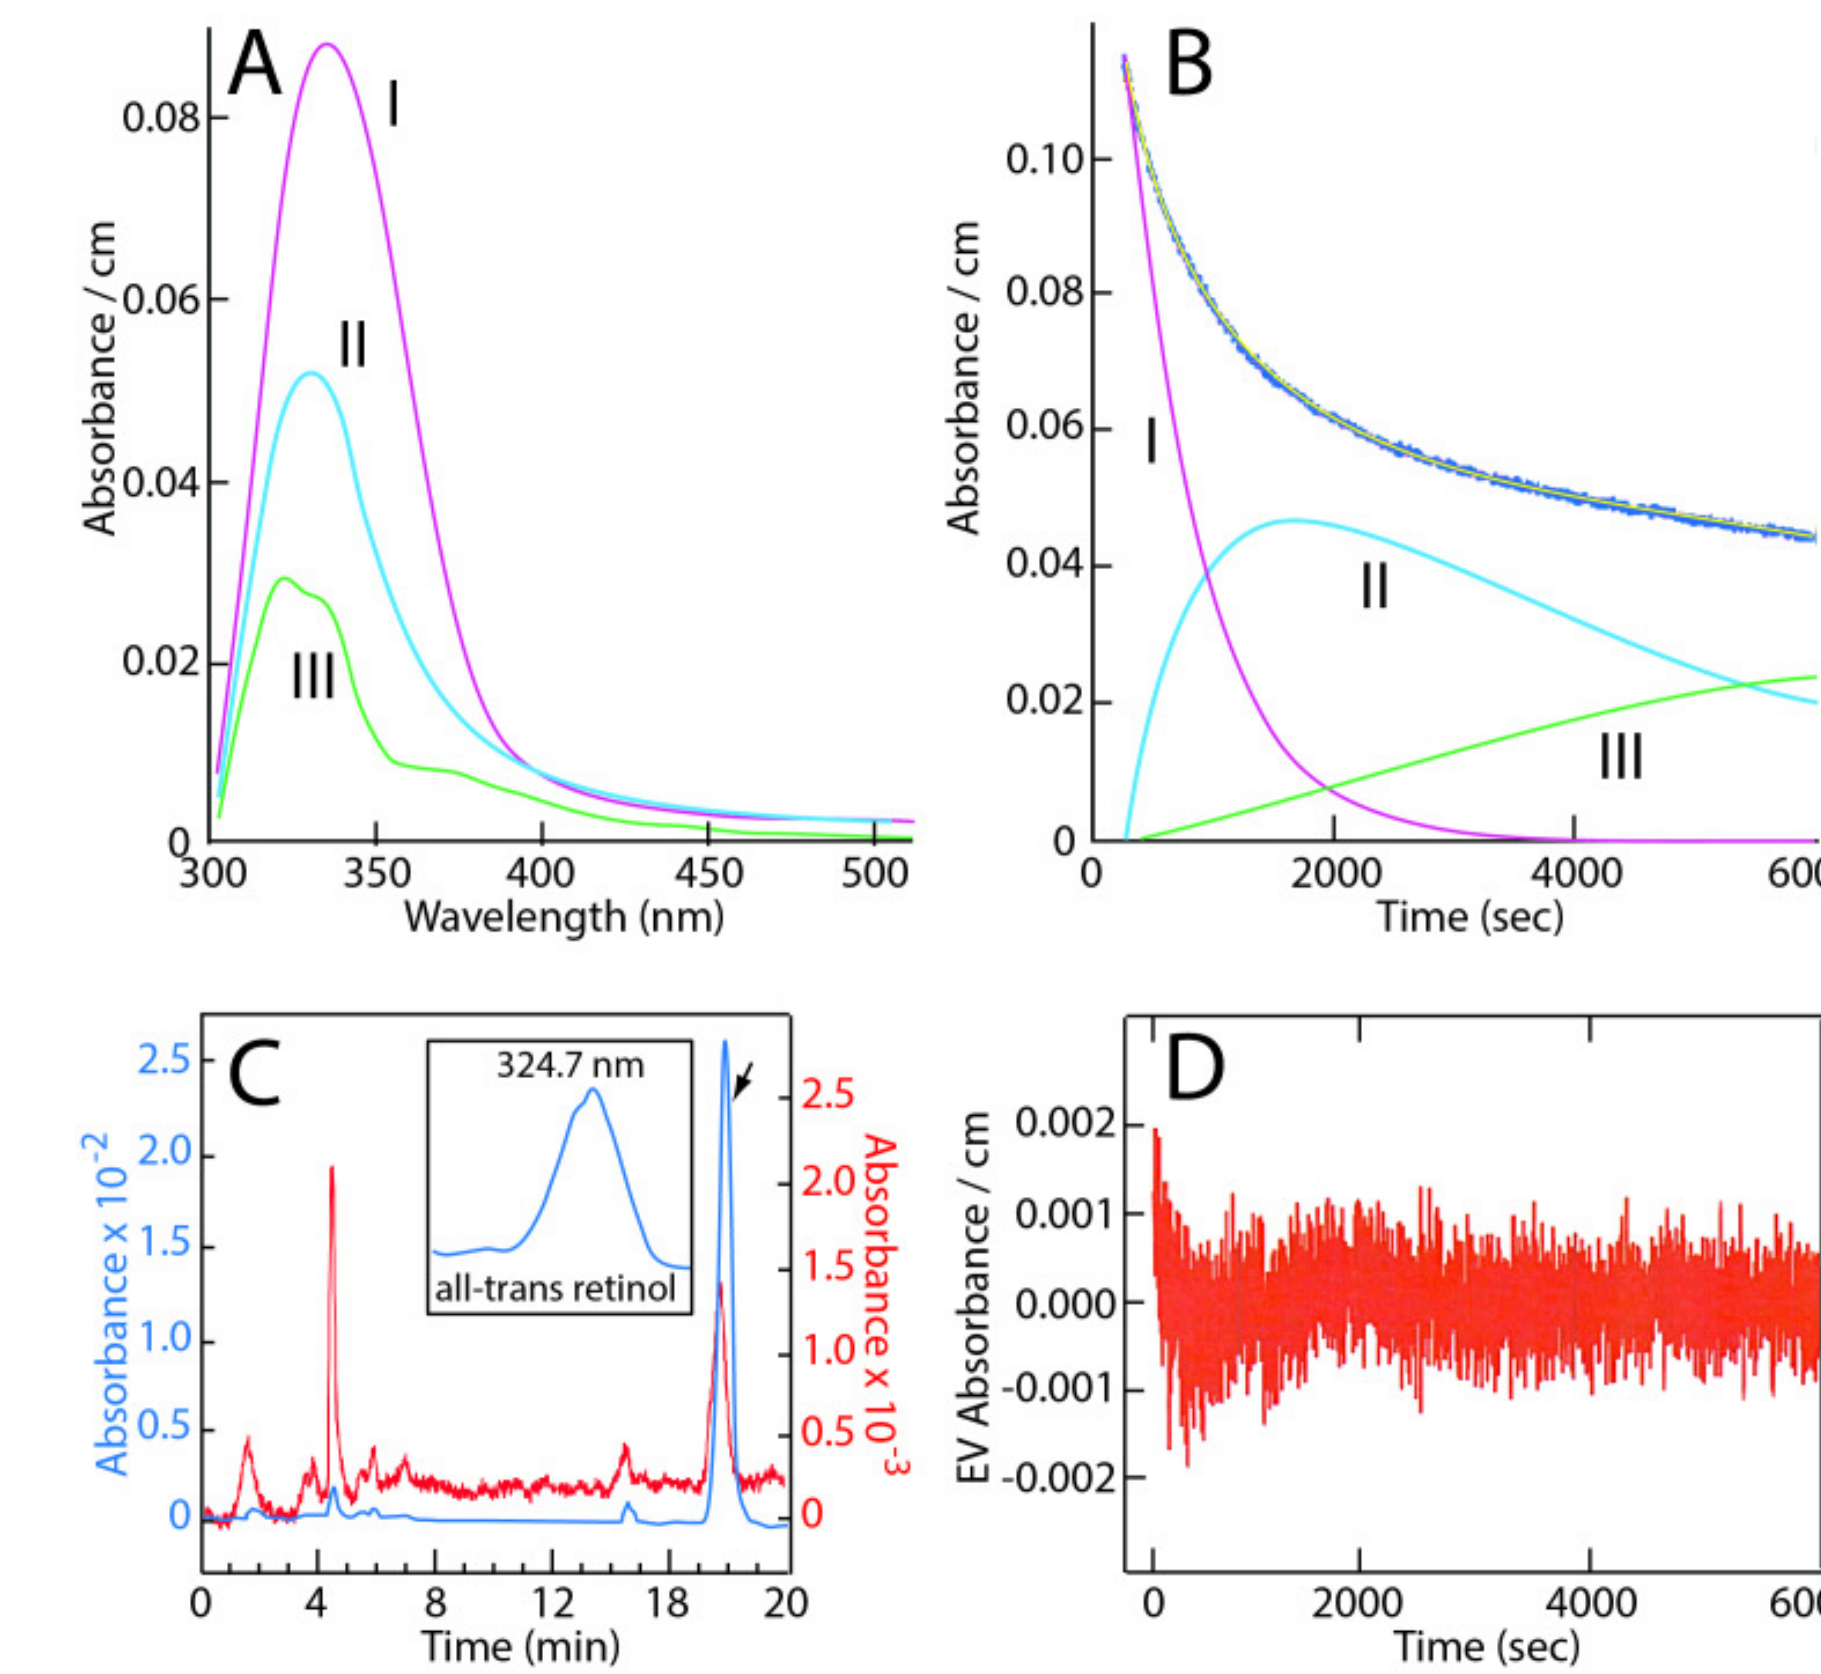 A
I
II
III
Absorbance / cm
0.08
0.06
0.04
0.02
0
300 350 400 450 500
Wavelength (nm)
B
I
II
III
Absorbance / cm
0.10
0.08
0.06
0.04
0.02
0
0 2000 4000 600
Time (sec)
C
324.7 nm
all-trans retinol
Absorbance x 10-2
2.5
2.0
1.5
1.0
0.5
0
Absorbance x 10-3
2.5
2.0
1.5
1.0
0.5
0
0 4 8 12 18 20
Time (min)
D
EV Absorbance / cm
0.002
0.001
0.000
-0.001
-0.002
0 2000 4000 600
Time (sec)